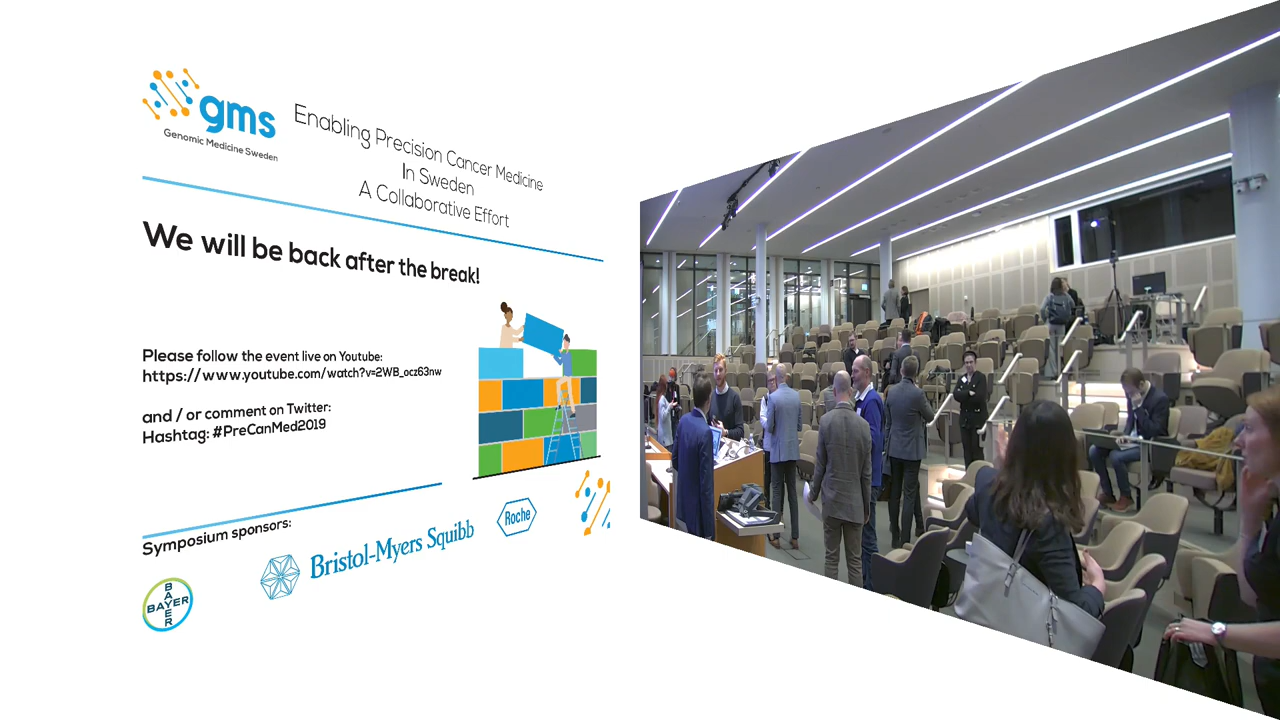 gms
Genomic Medicine Sweden
Enabling Precision Cancer Medicine
In Sweden
A Collaborative Effort
We will be back after the break!
Please follow the event live on Youtube:
https://www.youtube.com/watch?v=2WB_ocz63nw
and / or comment on Twitter:
Hashtag: #PreCanMed2019
Symposium sponsors:
BAYER
BAYER
Bristol-Myers Squibb
Roche